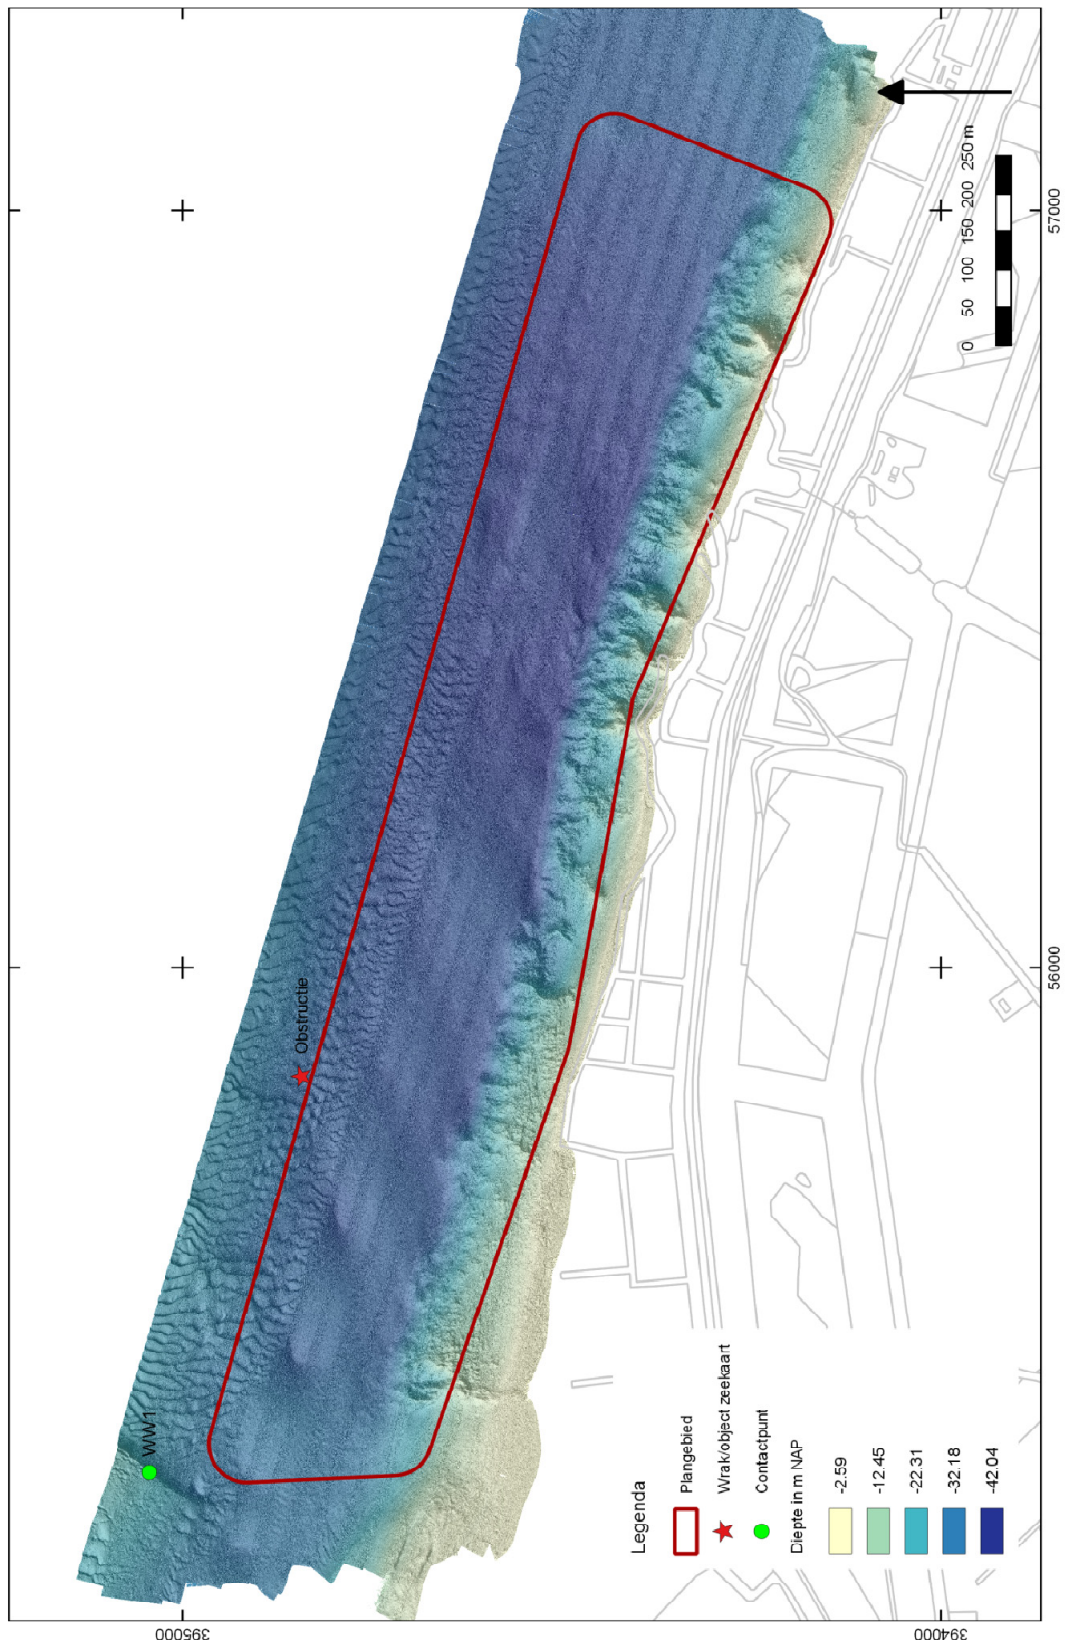 Obstructie
WW1
0 50 100 150 200 250 m
57000
56000
395000
394000
Legenda
Plangebied
Wrak/object zeekaart
Contactpunt
Diepte in m NAP
-2.59
-12.45
-22.31
-32.18
-42.04